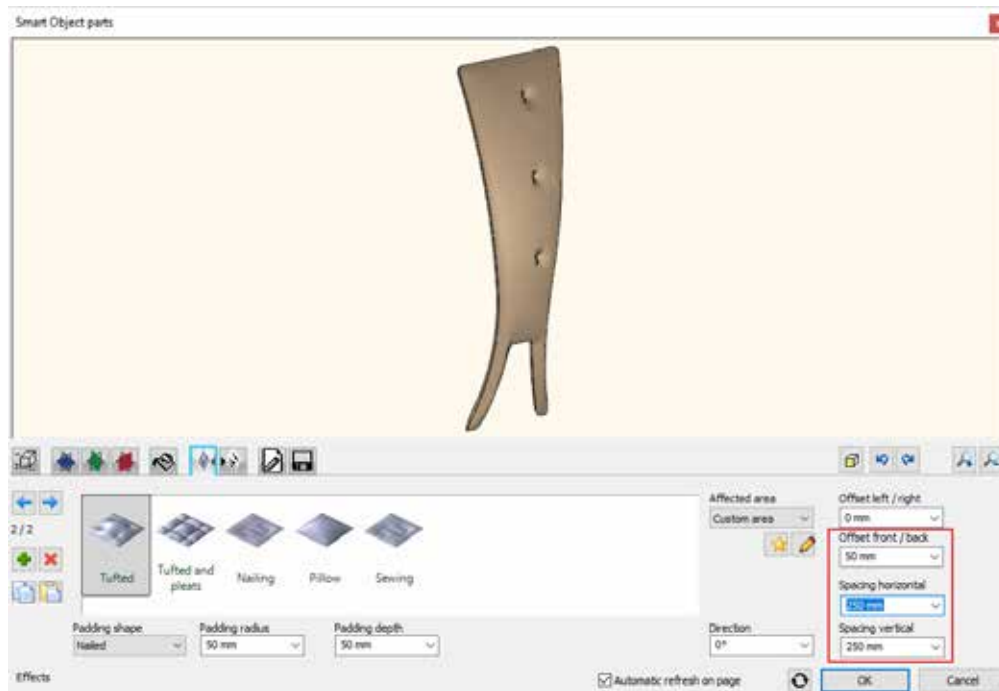 Smart Object parts
2/2
Tufted
Tufted and
pleats
Nailing
Pillow
Sewing
Affected area
Custom area
Offset left / right
0 mm
Offset front / back
50 mm
Spacing horizontal
250 mm
Padding shape
Nailed
Padding radius
50 mm
Padding depth
50 mm
Direction
0°
Spacing vertical
250 mm
Effects
Automatic refresh on page
OK
Cancel